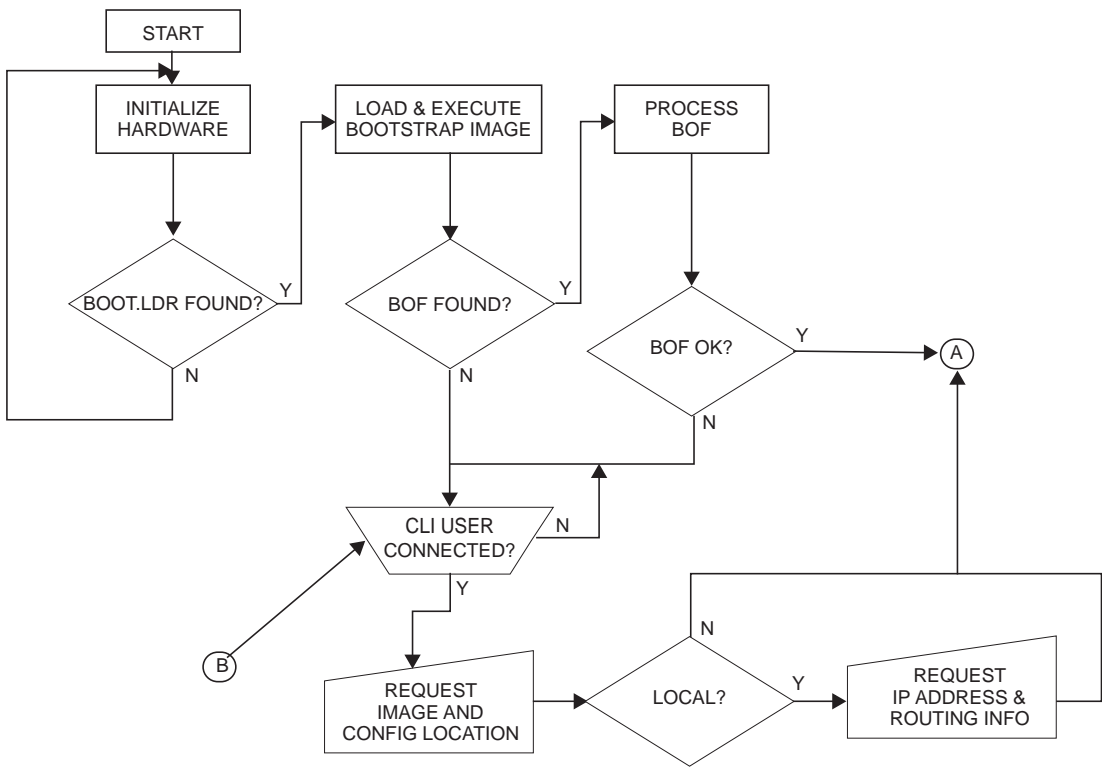 START
INITIALIZE
HARDWARE
LOAD & EXECUTE
BOOTSTRAP IMAGE
PROCESS
BOF
BOOT.LDR FOUND?
Y
N
BOF FOUND?
Y
N
BOF OK?
Y
N
A
CLI USER
CONNECTED?
N
Y
B
REQUEST
IMAGE AND
CONFIG LOCATION
LOCAL?
N
Y
REQUEST
IP ADDRESS &
ROUTING INFO